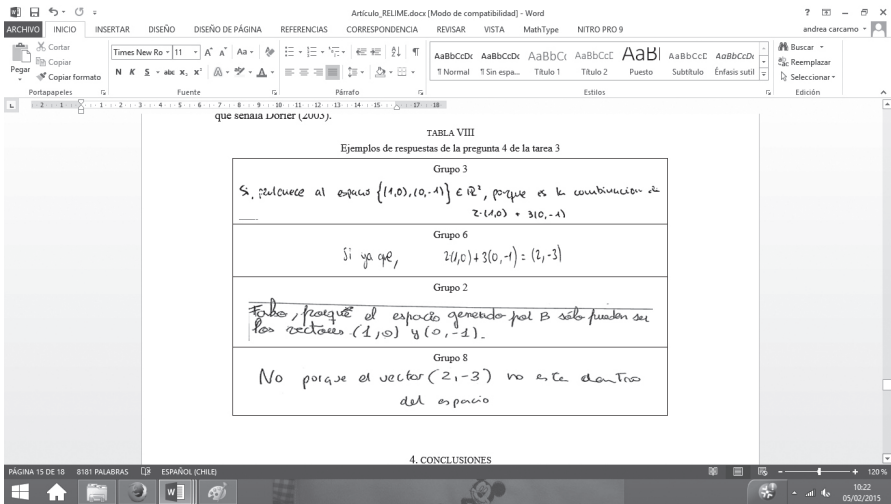 Artículo_RELIME.docx [Modo de compatibilidad] - Word
ARCHIVO INICIO INSERTAR DISEÑO DISEÑO DE PÁGINA REFERENCIAS CORRESPONDENCIA REVISAR VISTA MathType NITRO PRO 9 andrea carcamo
Cortar
Copiar
Copiar formato
Pegar
Times New Ro 11
N K S abc x₂ x²
AaBbCcDc AaBbCcDc AaBbCc AaBbCcE AaBl AaBbCcE AaBbCcDc
¶ Normal ¶ Sin espa... Título 1 Título 2 Puesto Subtítulo Énfasis sutil
Buscar
Reemplazar
Seleccionar
Portapapeles Fuente Párrafo Estilos Edición
que señala Dorier (2003).
TABLA VIII
Ejemplos de respuestas de la pregunta 4 de la tarea 3
Grupo 3
Si, pertenece al espacio {(1,0),(0,-1)} ∈ ℝ², porque es la combinacion de
2·(1,0) + 3(0,-1)
Grupo 6
Si ya que, 2(1,0)+3(0,-1) = (2,-3)
Grupo 2
Falso, porque el espacio generado por B sólo pueden ser
los vectores (1,0) y (0,-1).
Grupo 8
No porque el vector (2,-3) no esta dentro
del espacio
4. CONCLUSIONES
PÁGINA 15 DE 18 8181 PALABRAS ESPAÑOL (CHILE) 120 %
10:22
05/02/2015